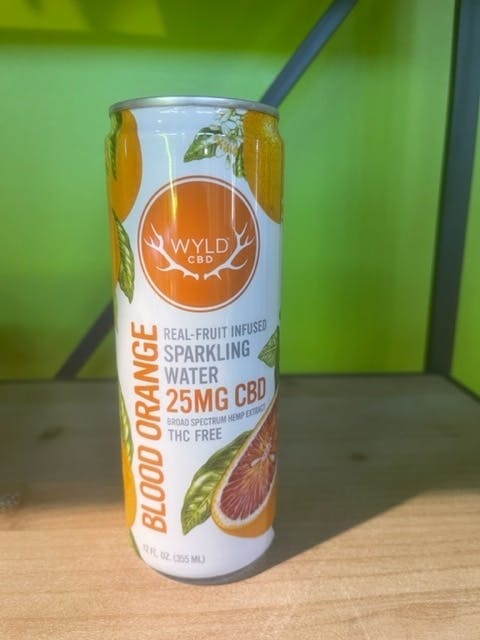 WYLD
CBD
BLOOD ORANGE
REAL-FRUIT INFUSED
SPARKLING
WATER
25MG CBD
BROAD SPECTRUM HEMP EXTRACT
THC FREE
12 FL. OZ. (355 ML)